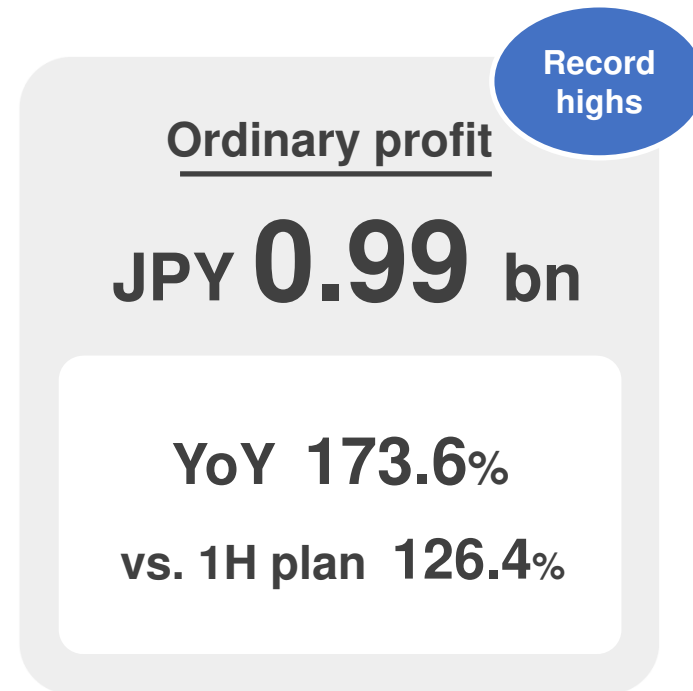 Record
highs
Ordinary profit
JPY 0.99 bn
YoY 173.6%
vs. 1H plan 126.4%